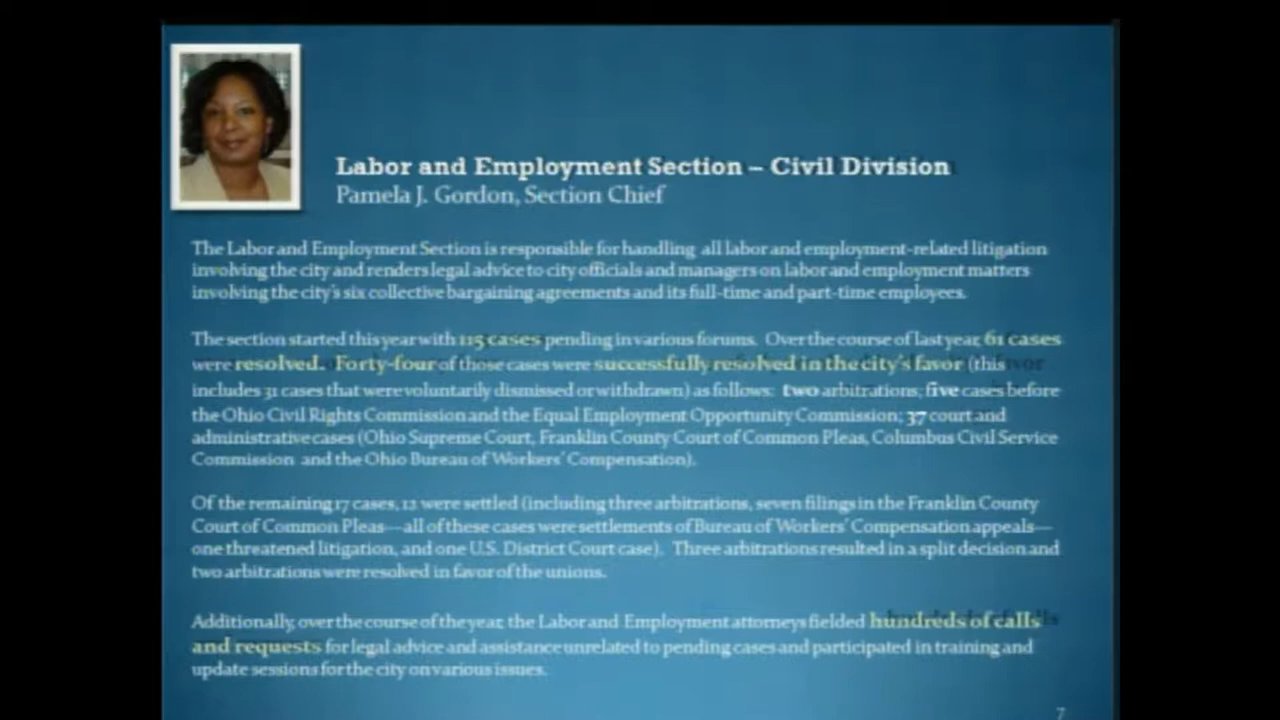 Labor and Employment Section – Civil Division
Pamela J. Gordon, Section Chief
The Labor and Employment Section is responsible for handling all labor and employment-related litigation
involving the city and renders legal advice to city officials and managers on labor and employment matters
involving the city's six collective bargaining agreements and its full-time and part-time employees.
The section started this year with 115 cases pending in various forums. Over the course of last year, 61 cases
were resolved. Forty-four of those cases were successfully resolved in the city's favor (this
includes 31 cases that were voluntarily dismissed or withdrawn) as follows: two arbitrations; five cases before
the Ohio Civil Rights Commission and the Equal Employment Opportunity Commission; 37 court and
administrative cases (Ohio Supreme Court, Franklin County Court of Common Pleas, Columbus Civil Service
Commission and the Ohio Bureau of Workers' Compensation).
Of the remaining 17 cases, 12 were settled (including three arbitrations, seven filings in the Franklin County
Court of Common Pleas—all of these cases were settlements of Bureau of Workers' Compensation appeals—
one threatened litigation, and one U.S. District Court case). Three arbitrations resulted in a split decision and
two arbitrations were resolved in favor of the unions.
Additionally, over the course of the year, the Labor and Employment attorneys fielded hundreds of calls
and requests for legal advice and assistance unrelated to pending cases and participated in training and
update sessions for the city on various issues.
7